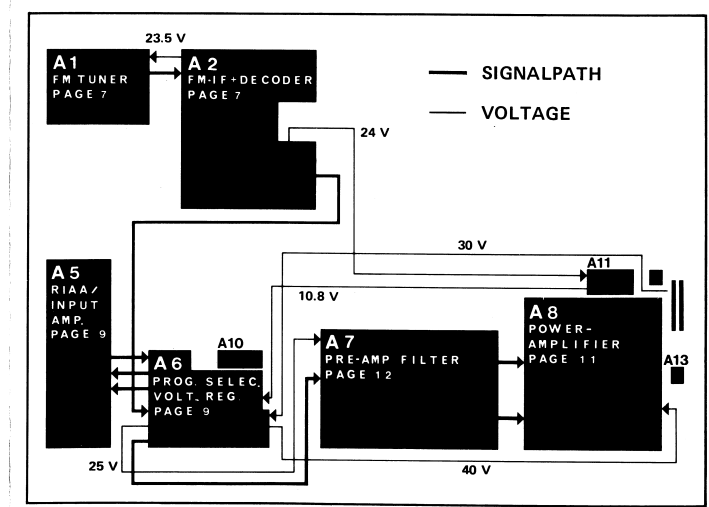 23.5 V
A1
FM TUNER
PAGE 7
A2
FM-IF+DECODER
PAGE 7
SIGNALPATH
VOLTAGE
24 V
30 V
A5
RIAA/
INPUT
AMP.
PAGE 9
A11
10.8 V
A10
A6
PROG. SELEC.
VOLT. REG.
PAGE 9
A7
PRE-AMP FILTER
PAGE 12
A8
POWER-
AMPLIFIER
PAGE 11
A13
25 V
40 V